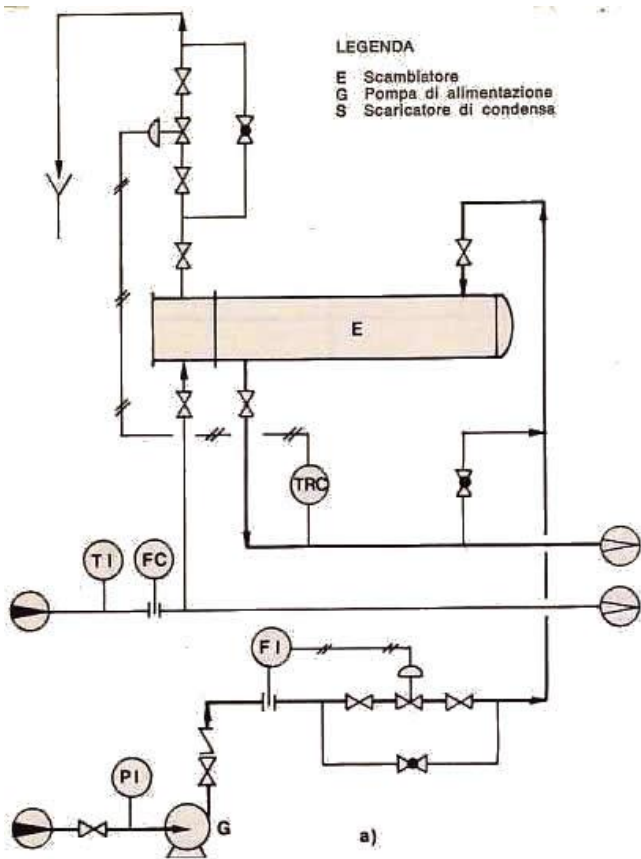 LEGENDA
E Scambiatore
G Pompa di alimentazione
S Scaricatore di condensa
E
TRC
TI
FC
FI
PI
G
a)